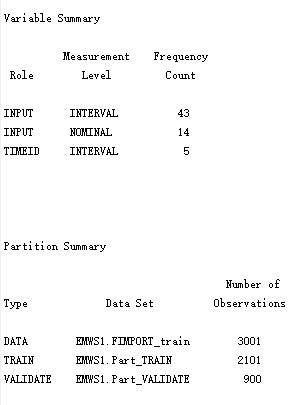 Variable Summary
Measurement Frequency
Role Level Count
INPUT INTERVAL 43
INPUT NOMINAL 14
TIMEID INTERVAL 5
Partition Summary
Number of
Type Data Set Observations
DATA EMWS1.FIMPORT_train 3001
TRAIN EMWS1.Part_TRAIN 2101
VALIDATE EMWS1.Part_VALIDATE 900